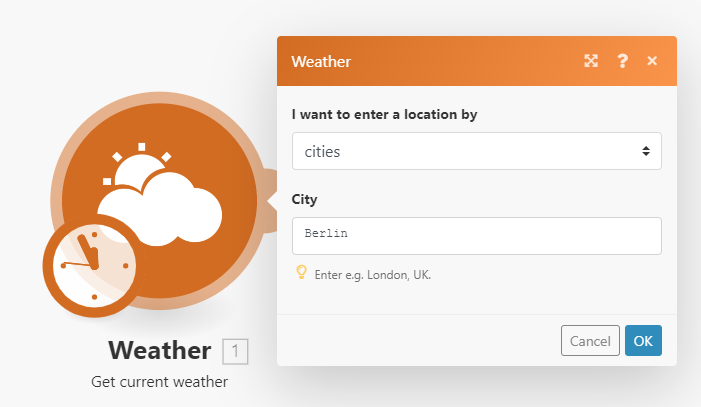 Weather
I want to enter a location by
cities
City
Berlin
Enter e.g. London, UK.
Cancel OK
Weather 1
Get current weather